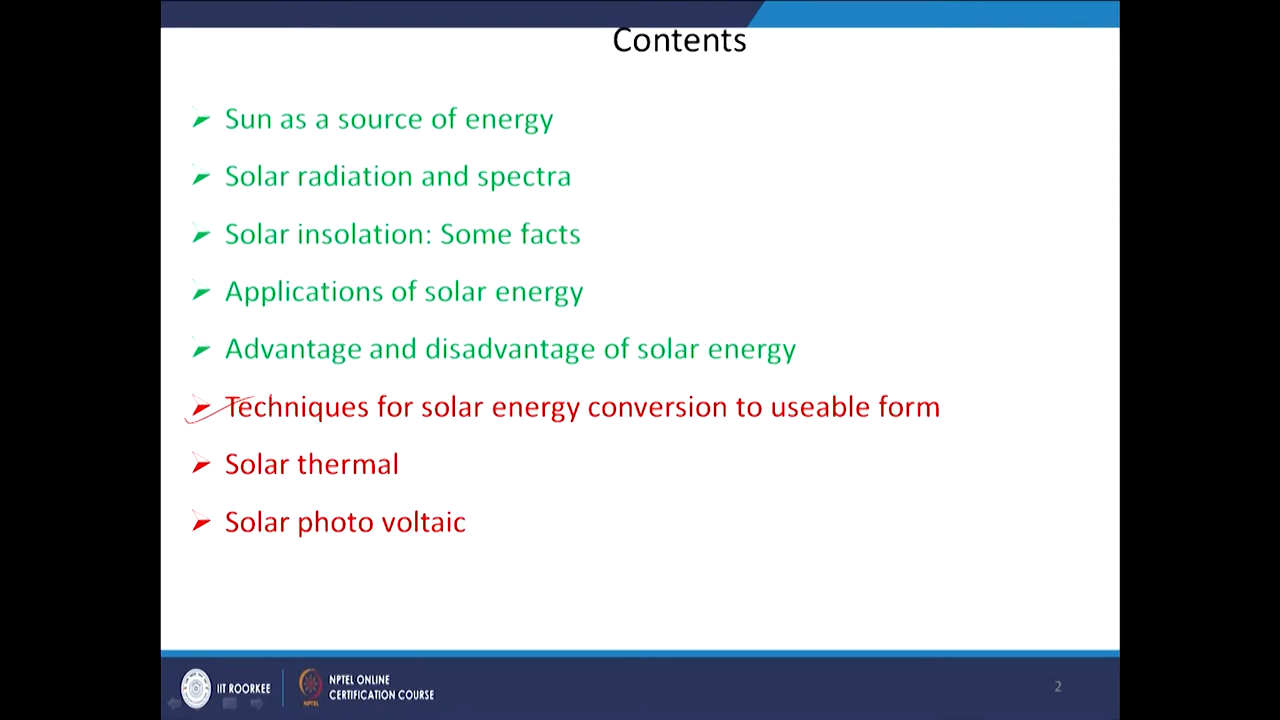 Contents
Sun as a source of energy
Solar radiation and spectra
Solar insolation: Some facts
Applications of solar energy
Advantage and disadvantage of solar energy
Techniques for solar energy conversion to useable form
Solar thermal
Solar photo voltaic
IIT ROORKEE
NPTEL
NPTEL ONLINE
CERTIFICATION COURSE
2